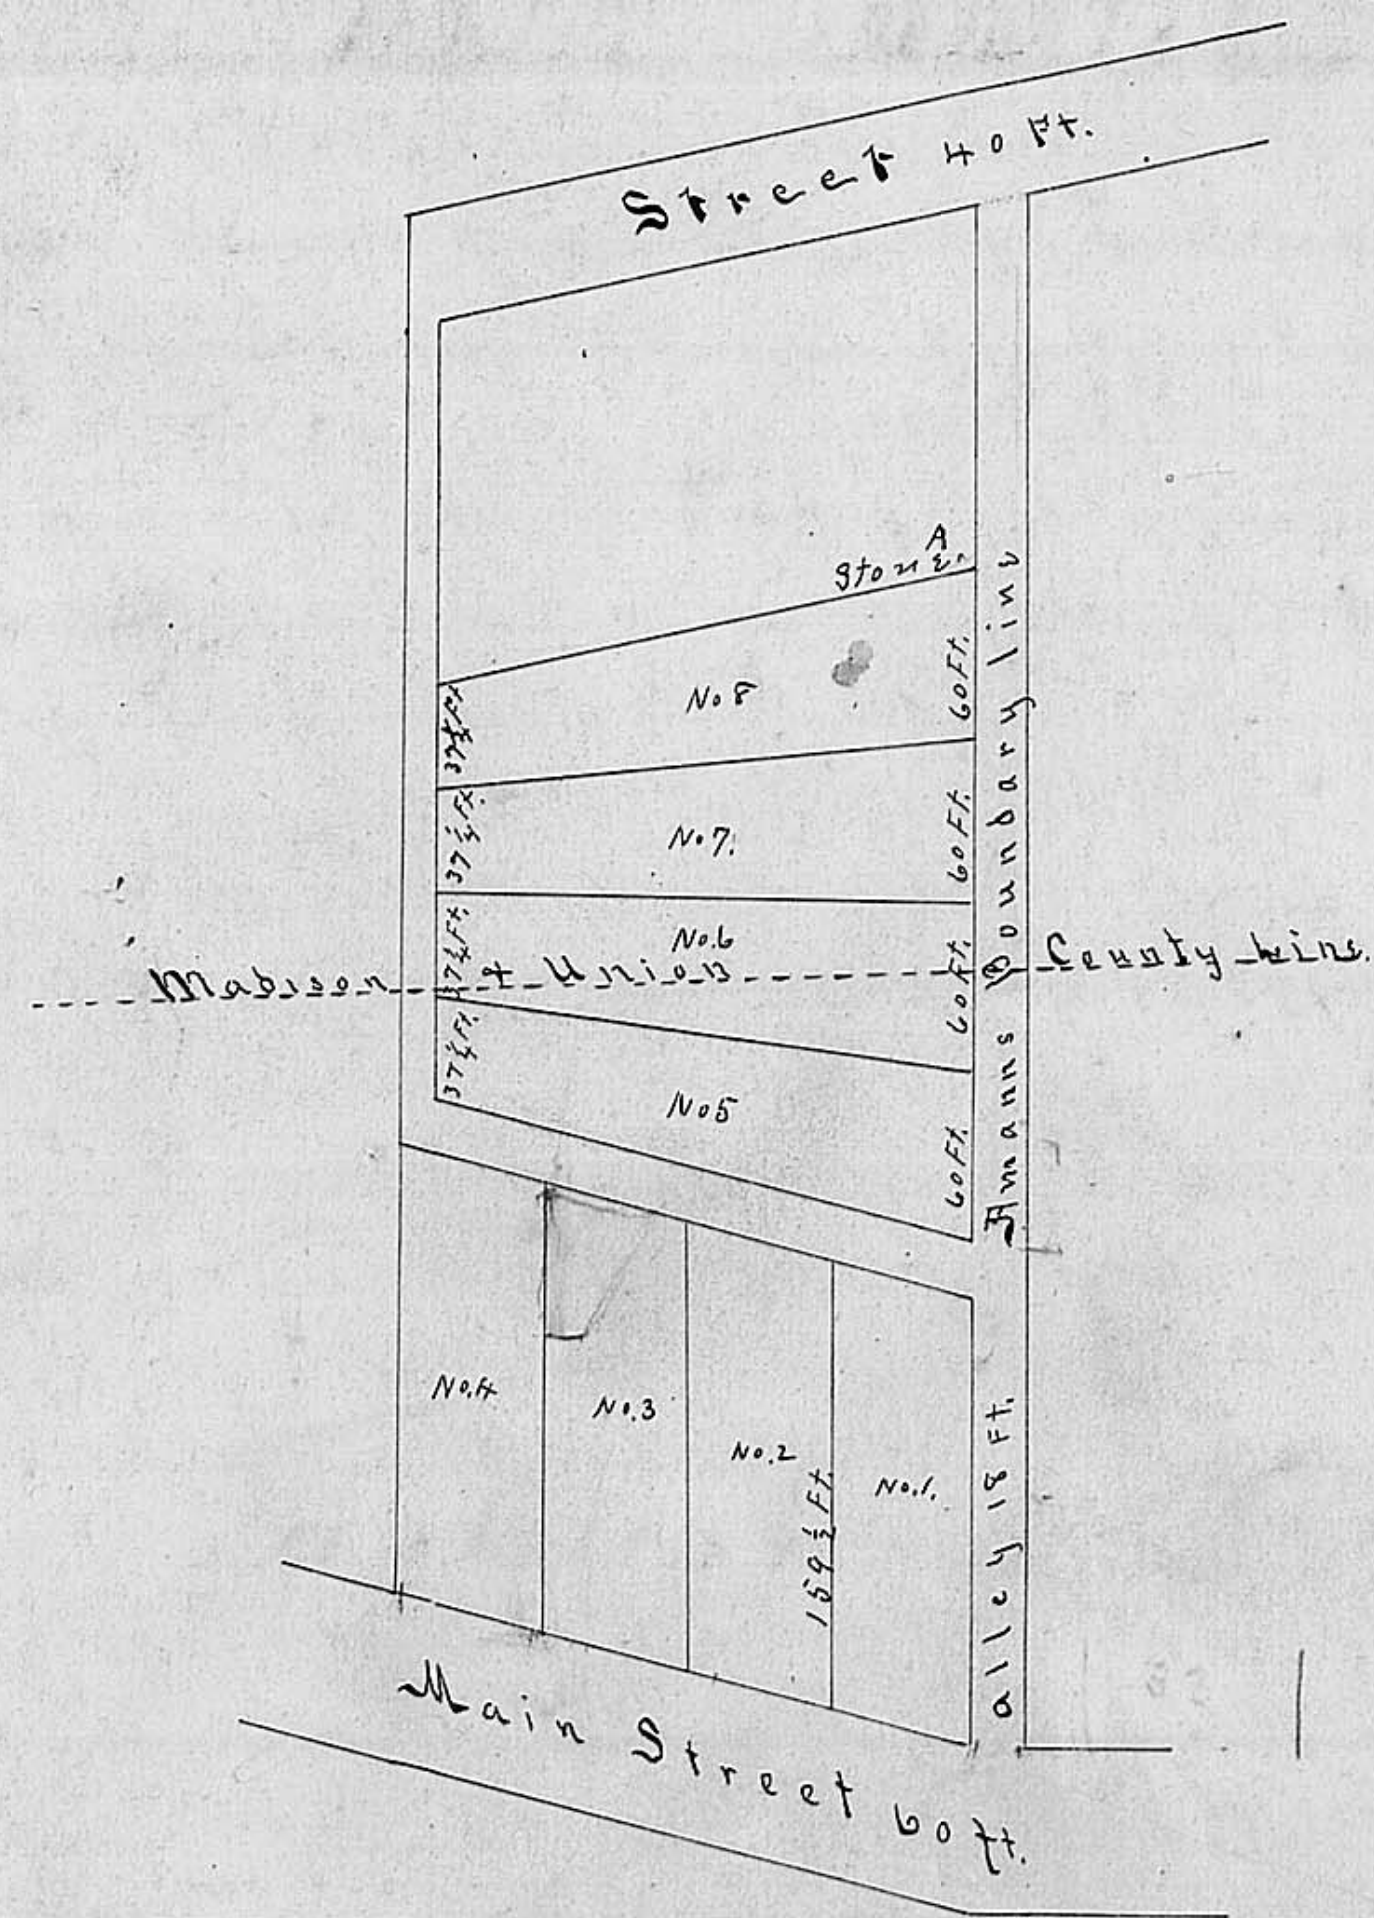 Street 40 Ft.
A
Stone.
No 8
60 Ft.
37½ Ft.
No 7.
60 Ft.
37½ Ft.
No.6
60 Ft.
37½ Ft.
Madison & Union County Line.
No 5
60 Ft.
37½ Ft.
Amanns Boundary line
No.4
No.3
No.2
159 ½ Ft.
No.1.
alley 18 Ft.
Main Street 60 ft.